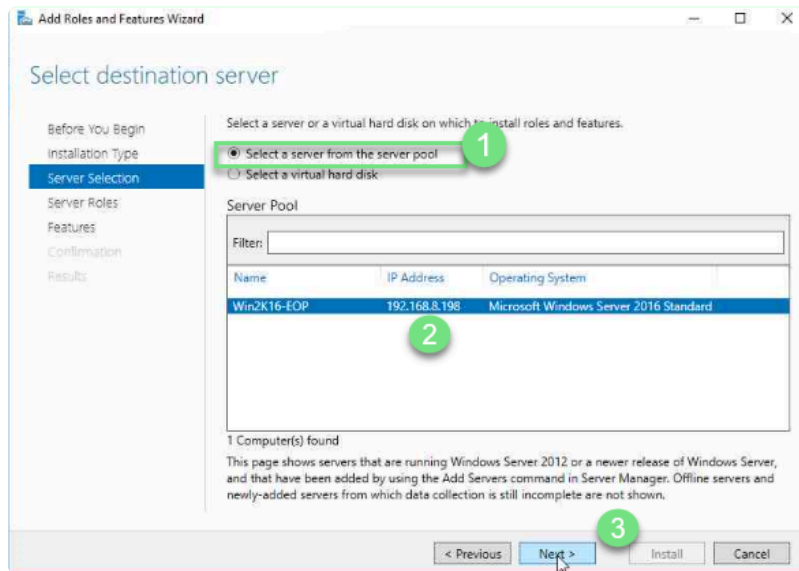 Add Roles and Features Wizard
Select destination server
Before You Begin
Installation Type
Server Selection
Server Roles
Features
Confirmation
Results
Select a server or a virtual hard disk on which to install roles and features.
1
Select a server from the server pool
Select a virtual hard disk
Server Pool
Filter:
Name IP Address Operating System
Win2K16-EOP 192.168.8.198 Microsoft Windows Server 2016 Standard
2
1 Computer(s) found
This page shows servers that are running Windows Server 2012 or a newer release of Windows Server,
and that have been added by using the Add Servers command in Server Manager. Offline servers and
newly-added servers from which data collection is still incomplete are not shown.
3
< Previous Next > Install Cancel